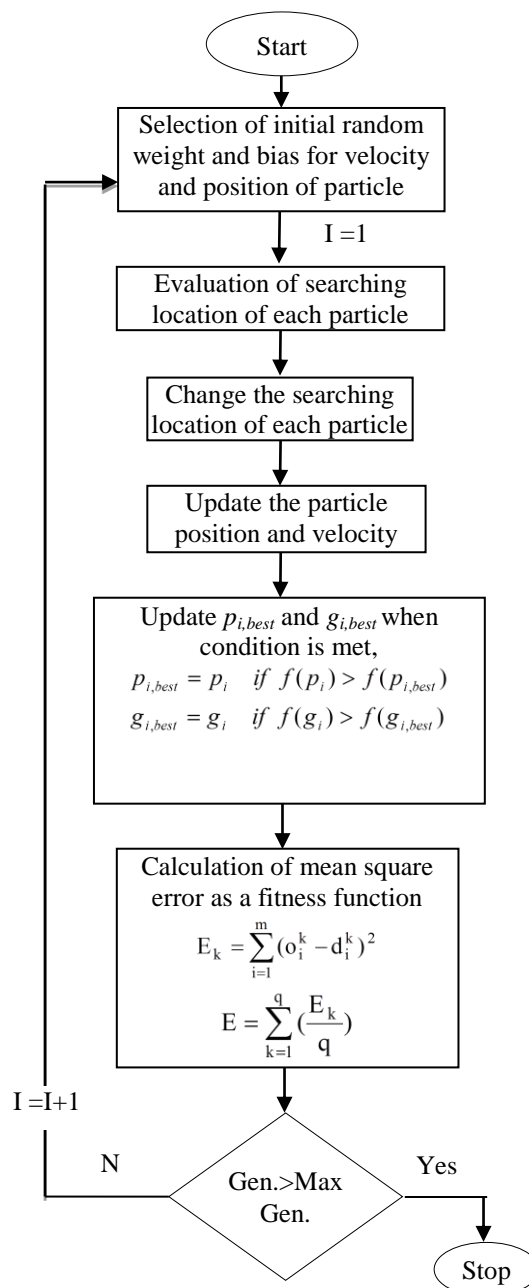 Start
Selection of initial random
weight and bias for velocity
and position of particle
I =1
Evaluation of searching
location of each particle
Change the searching
location of each particle
Update the particle
position and velocity
Update p_{i,best} and g_{i,best} when
condition is met,
p_{i,best} = p_i if f(p_i) > f(p_{i,best})
g_{i,best} = g_i if f(g_i) > f(g_{i,best})
Calculation of mean square
error as a fitness function
E_k = \sum_{i=1}^{m} (o_i^k - d_i^k)^2
E = \sum_{k=1}^{q} (\frac{E_k}{q})
I =I+1
N
Gen.>Max
Gen.
Yes
Stop